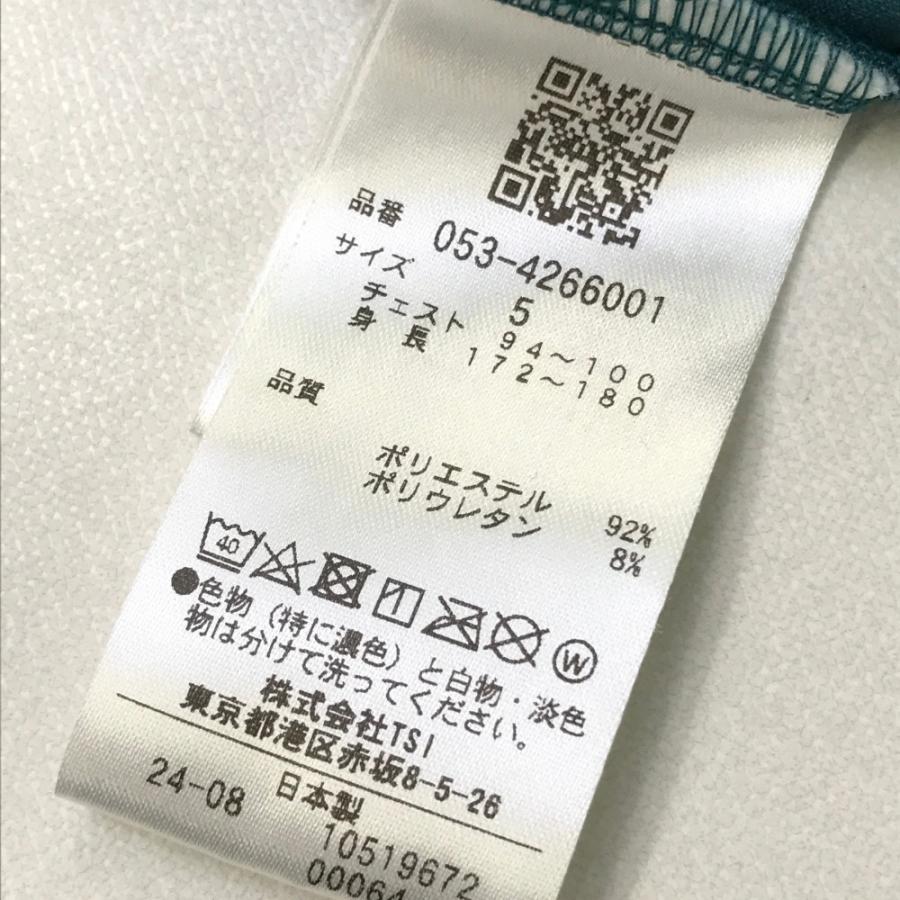 品番 053-4266001
サイズ 5
チェスト 94～100
身長 172～180
品質
ポリエステル 92%
ポリウレタン 8%
40
W
●色物（特に濃色）と白物・淡色
物は分けて洗ってください。
株式会社TSI
東京都港区赤坂8-5-26
24-08 日本製
10519672